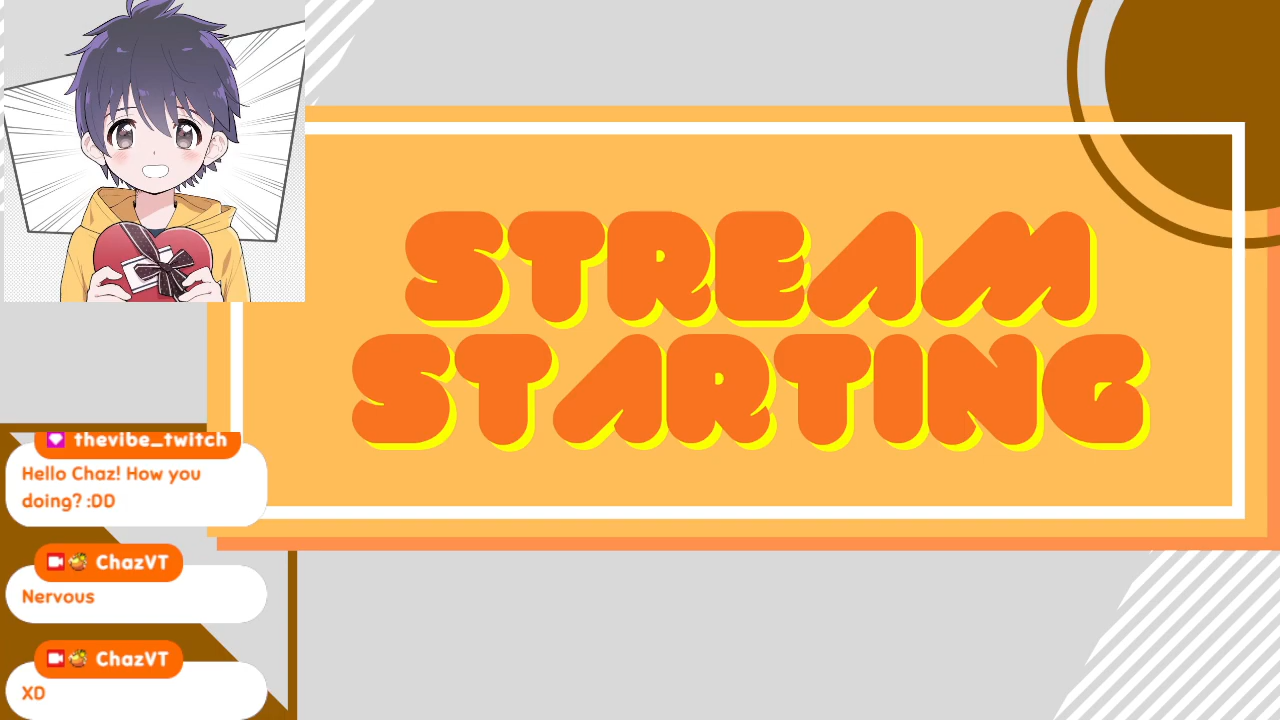 STREAM
STARTING
thevibe_twitch
Hello Chaz! How you
doing? :DD
ChazVT
Nervous
ChazVT
XD